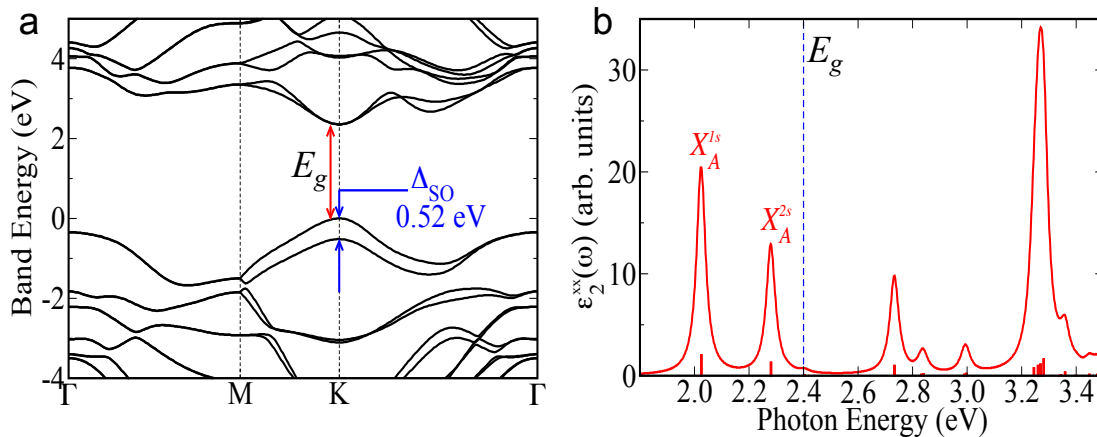 a
Band Energy (eV)
4
2
0
-2
-4
E_g
Δ_SO
0.52 eV
Γ
M
K
Γ
b
ε₂^xx(ω) (arb. units)
30
20
10
0
X_A^1s
X_A^2s
E_g
2.0
2.2
2.4
2.6
2.8
3.0
3.2
3.4
Photon Energy (eV)